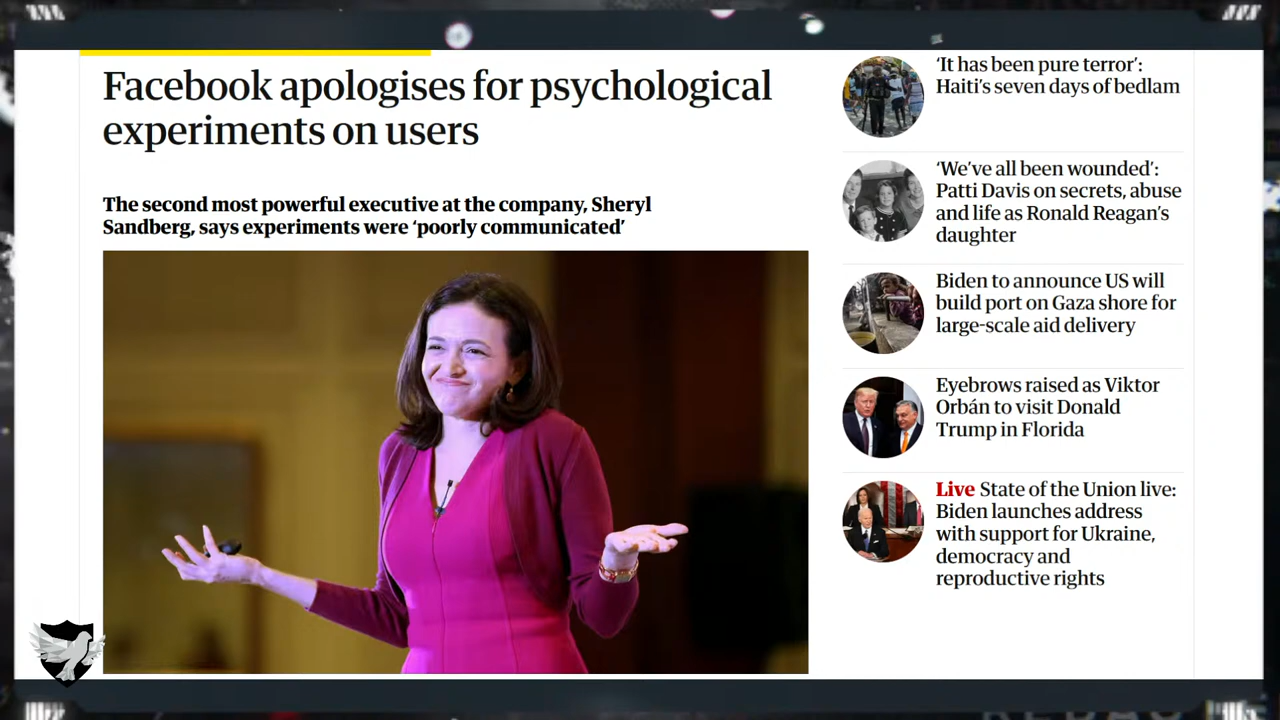 Facebook apologises for psychological
experiments on users
The second most powerful executive at the company, Sheryl
Sandberg, says experiments were ‘poorly communicated’
‘It has been pure terror’:
Haiti’s seven days of bedlam
‘We’ve all been wounded’:
Patti Davis on secrets, abuse
and life as Ronald Reagan’s
daughter
Biden to announce US will
build port on Gaza shore for
large-scale aid delivery
Eyebrows raised as Viktor
Orbán to visit Donald
Trump in Florida
Live State of the Union live:
Biden launches address
with support for Ukraine,
democracy and
reproductive rights